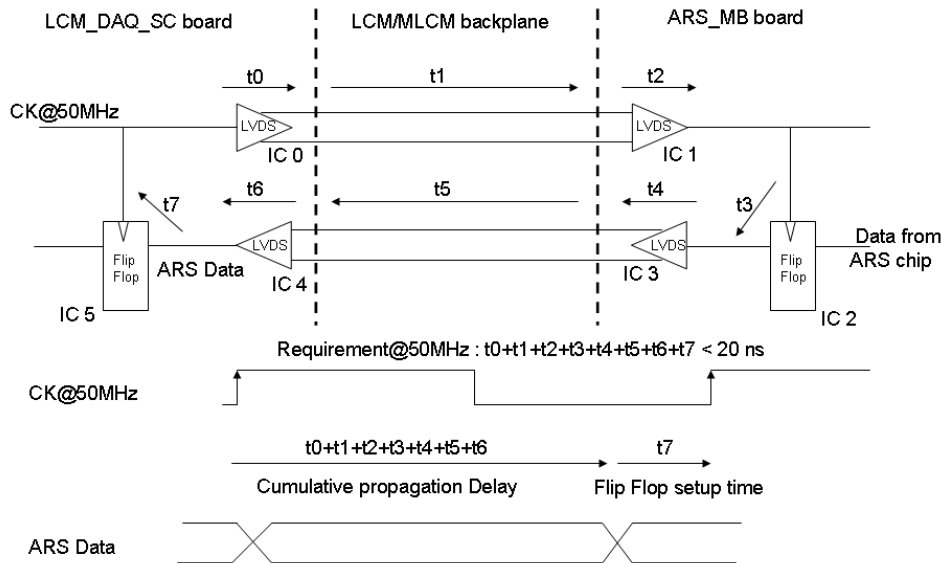 LCM_DAQ_SC board
LCM/MLCM backplane
ARS_MB board
t0
t1
t2
CK@50MHz
LVDS
LVDS
IC 0
IC 1
t7
t6
t5
t4
t3
Flip
Flop
ARS Data
LVDS
LVDS
Flip
Flop
Data from
ARS chip
IC 5
IC 4
IC 3
IC 2
Requirement@50MHz : t0+t1+t2+t3+t4+t5+t6+t7 < 20 ns
CK@50MHz
t0+t1+t2+t3+t4+t5+t6
t7
Cumulative propagation Delay
Flip Flop setup time
ARS Data